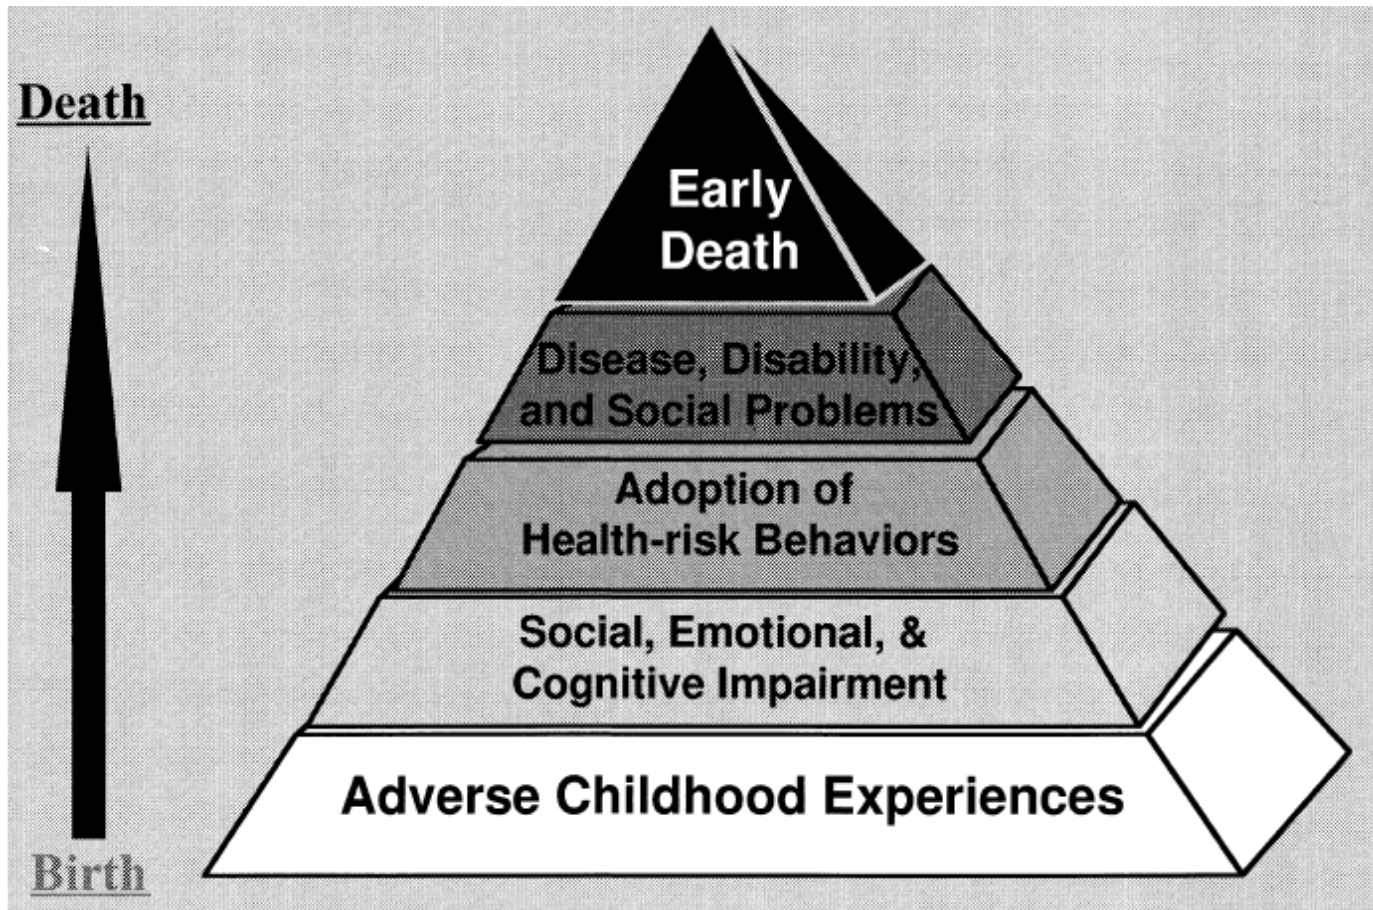 Death
Early
Death
Disease, Disability,
and Social Problems
Adoption of
Health-risk Behaviors
Social, Emotional, &
Cognitive Impairment
Adverse Childhood Experiences
Birth